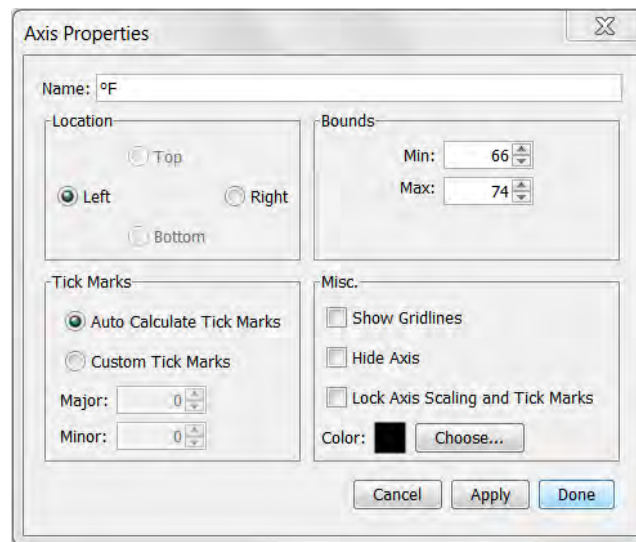 Axis Properties
Name: ºF
Location
Top
Left
Right
Bottom
Bounds
Min: 66
Max: 74
Tick Marks
Auto Calculate Tick Marks
Custom Tick Marks
Major: 0
Minor: 0
Misc.
Show Gridlines
Hide Axis
Lock Axis Scaling and Tick Marks
Color: Choose...
Cancel Apply Done